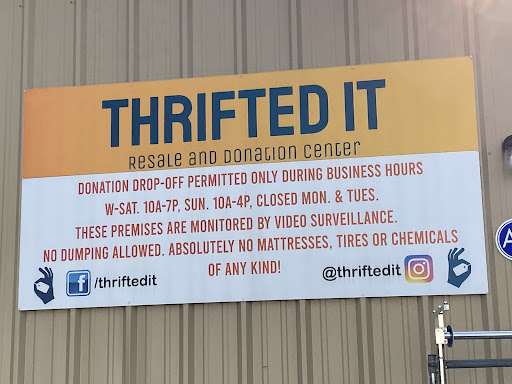 THRIFTED IT
Resale and Donation Center
DONATION DROP-OFF PERMITTED ONLY DURING BUSINESS HOURS
W-SAT. 10A-7P, SUN. 10A-4P, CLOSED MON. & TUES.
THESE PREMISES ARE MONITORED BY VIDEO SURVEILLANCE.
NO DUMPING ALLOWED. ABSOLUTELY NO MATTRESSES, TIRES OR CHEMICALS
OF ANY KIND!
f /thriftedit
@thriftedit
A